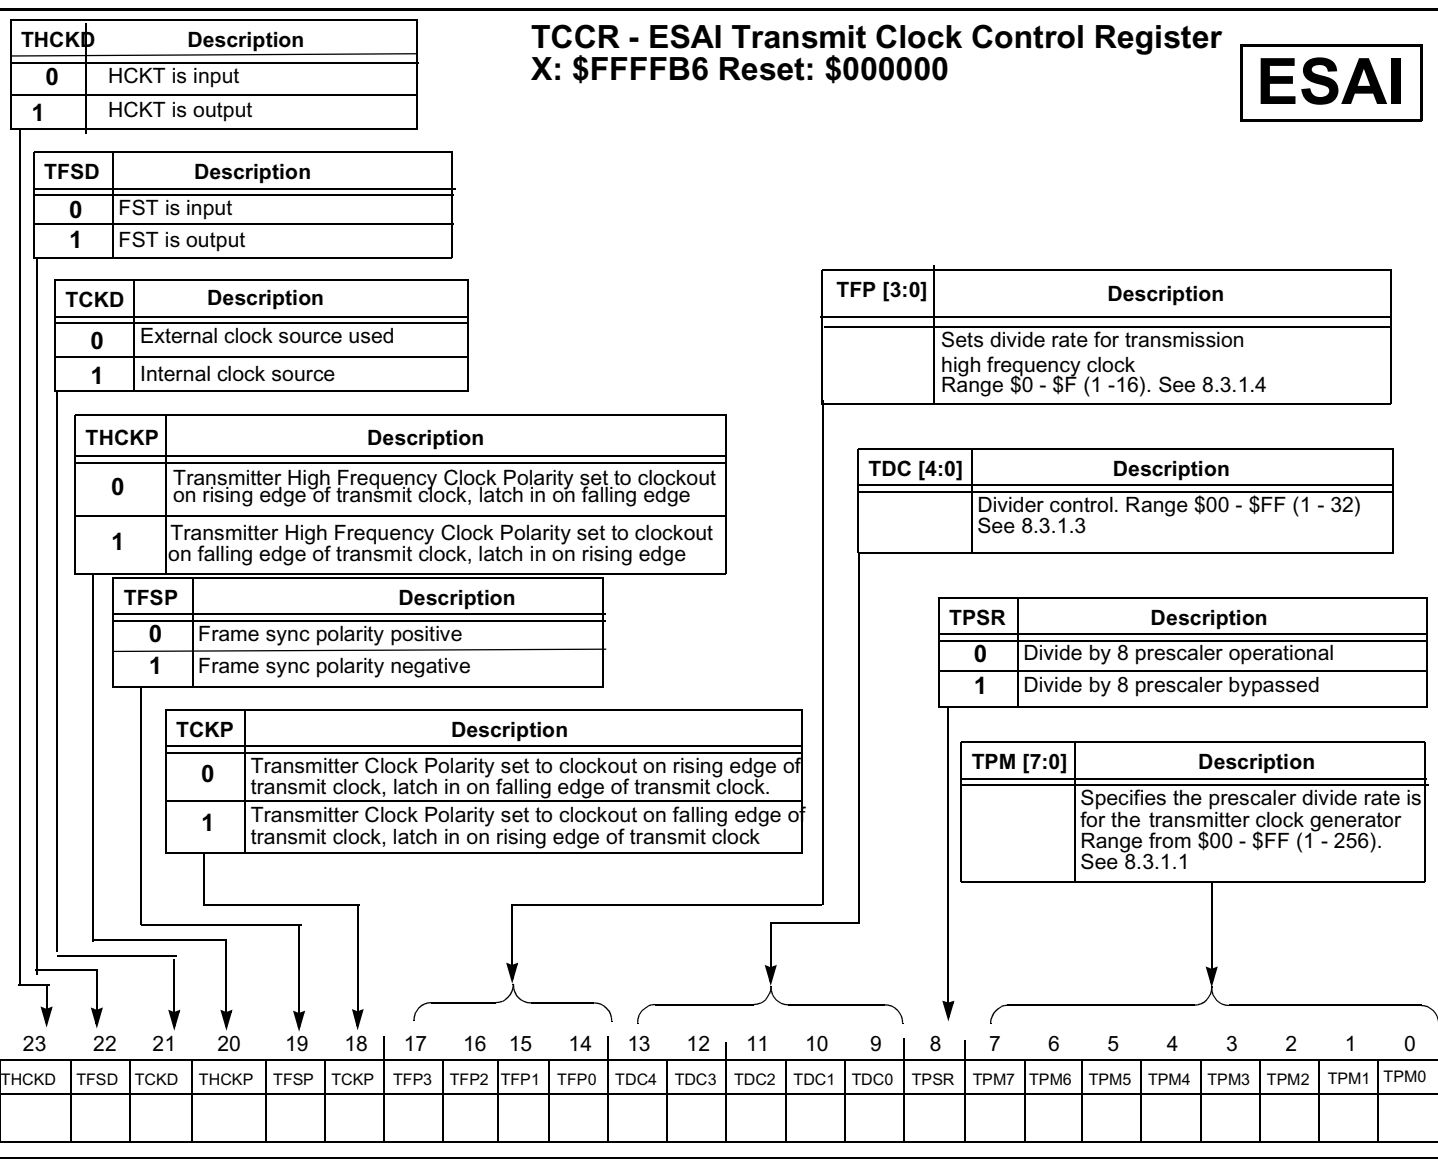 TCCR - ESAI Transmit Clock Control Register
X: $FFFFB6 Reset: $000000
ESAI
THCKD Description
0 HCKT is input
1 HCKT is output
TFSD Description
0 FST is input
1 FST is output
TCKD Description
0 External clock source used
1 Internal clock source
THCKP Description
0 Transmitter High Frequency Clock Polarity set to clockout
on rising edge of transmit clock, latch in on falling edge
1 Transmitter High Frequency Clock Polarity set to clockout
on falling edge of transmit clock, latch in on rising edge
TFSP Description
0 Frame sync polarity positive
1 Frame sync polarity negative
TCKP Description
0 Transmitter Clock Polarity set to clockout on rising edge of
transmit clock, latch in on falling edge of transmit clock.
1 Transmitter Clock Polarity set to clockout on falling edge of
transmit clock, latch in on rising edge of transmit clock
TFP [3:0] Description
Sets divide rate for transmission
high frequency clock
Range $0 - $F (1 -16). See 8.3.1.4
TDC [4:0] Description
Divider control. Range $00 - $FF (1 - 32)
See 8.3.1.3
TPSR Description
0 Divide by 8 prescaler operational
1 Divide by 8 prescaler bypassed
TPM [7:0] Description
Specifies the prescaler divide rate is
for the transmitter clock generator
Range from $00 - $FF (1 - 256).
See 8.3.1.1
23 22 21 20 19 18 17 16 15 14 13 12 11 10 9 8 7 6 5 4 3 2 1 0
THCKD TFSD TCKD THCKP TFSP TCKP TFP3 TFP2 TFP1 TFP0 TDC4 TDC3 TDC2 TDC1 TDC0 TPSR TPM7 TPM6 TPM5 TPM4 TPM3 TPM2 TPM1 TPM0